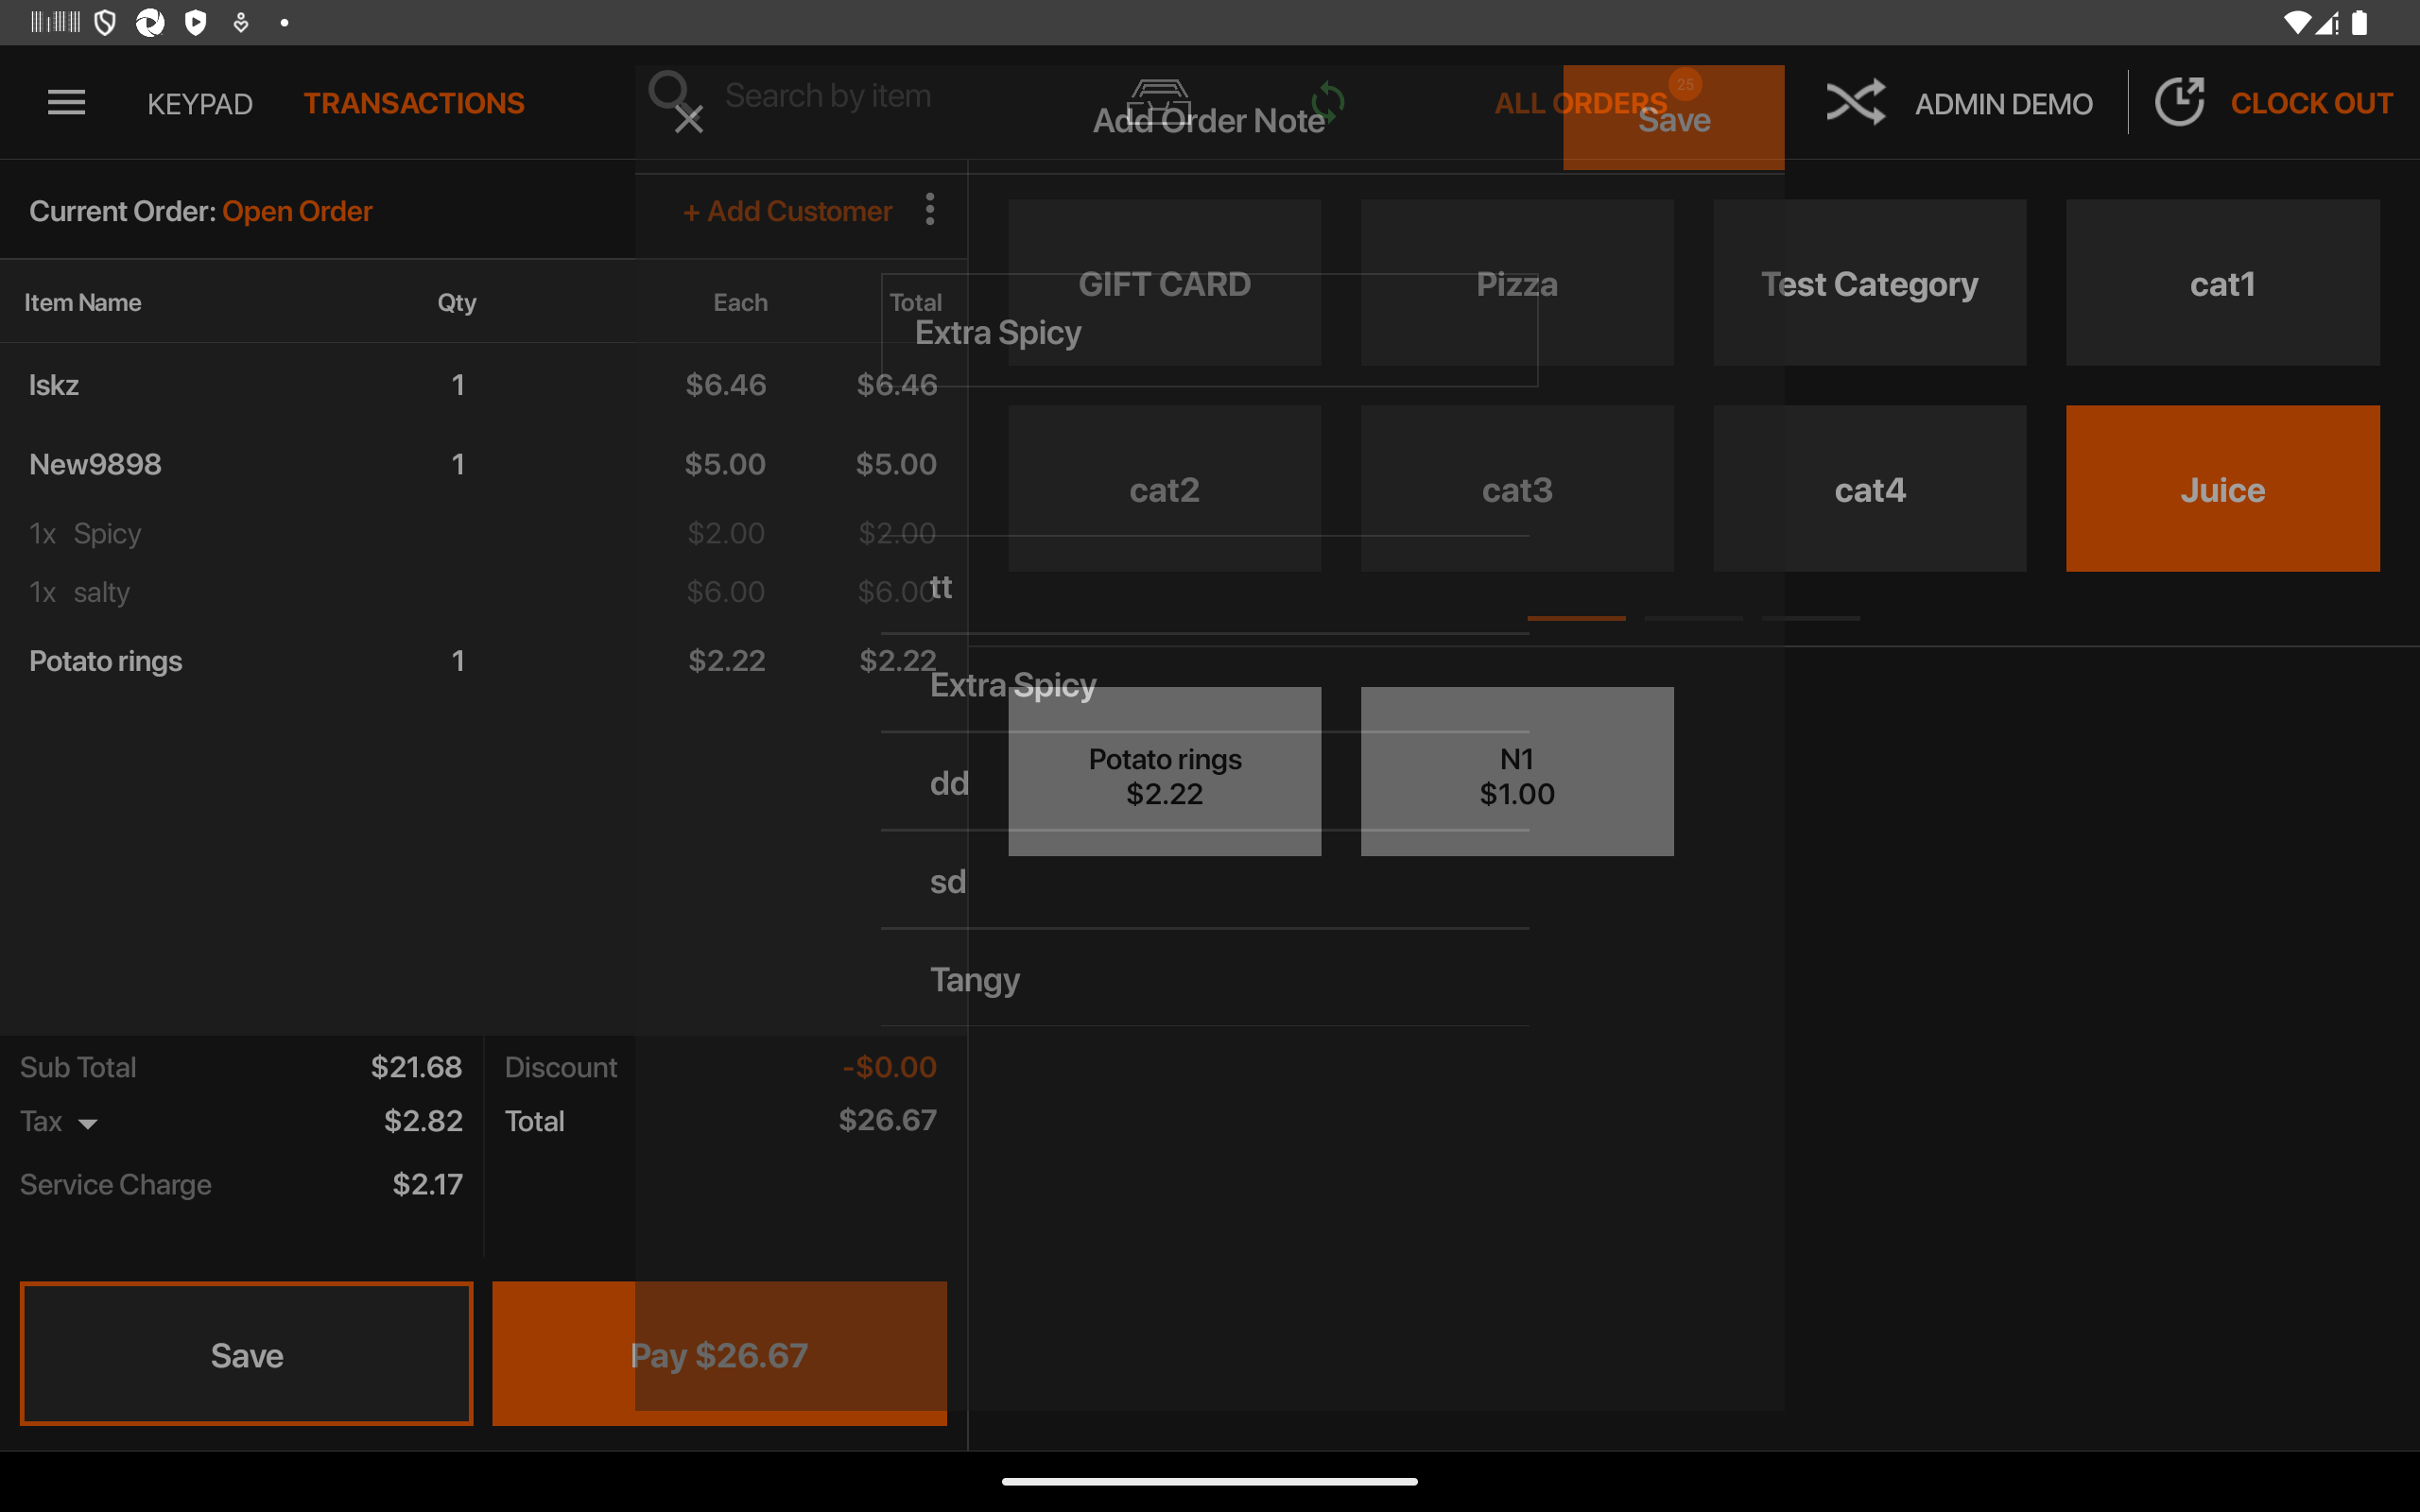 KEYPAD
TRANSACTIONS
Search by item
Add Order Note
ALL ORDERS
25
Save
ADMIN DEMO
CLOCK OUT
Current Order: Open Order
+ Add Customer
Item Name Qty Each Total
lskz 1 $6.46 $6.46
New9898 1 $5.00 $5.00
1x Spicy $2.00 $2.00
1x salty $6.00 $6.00
Potato rings 1 $2.22 $2.22
Sub Total $21.68
Tax $2.82
Service Charge $2.17
Discount -$0.00
Total $26.67
Save
Pay $26.67
Extra Spicy
tt
Extra Spicy
dd
sd
Tangy
GIFT CARD
Pizza
Test Category
cat1
cat2
cat3
cat4
Juice
Potato rings
$2.22
N1
$1.00